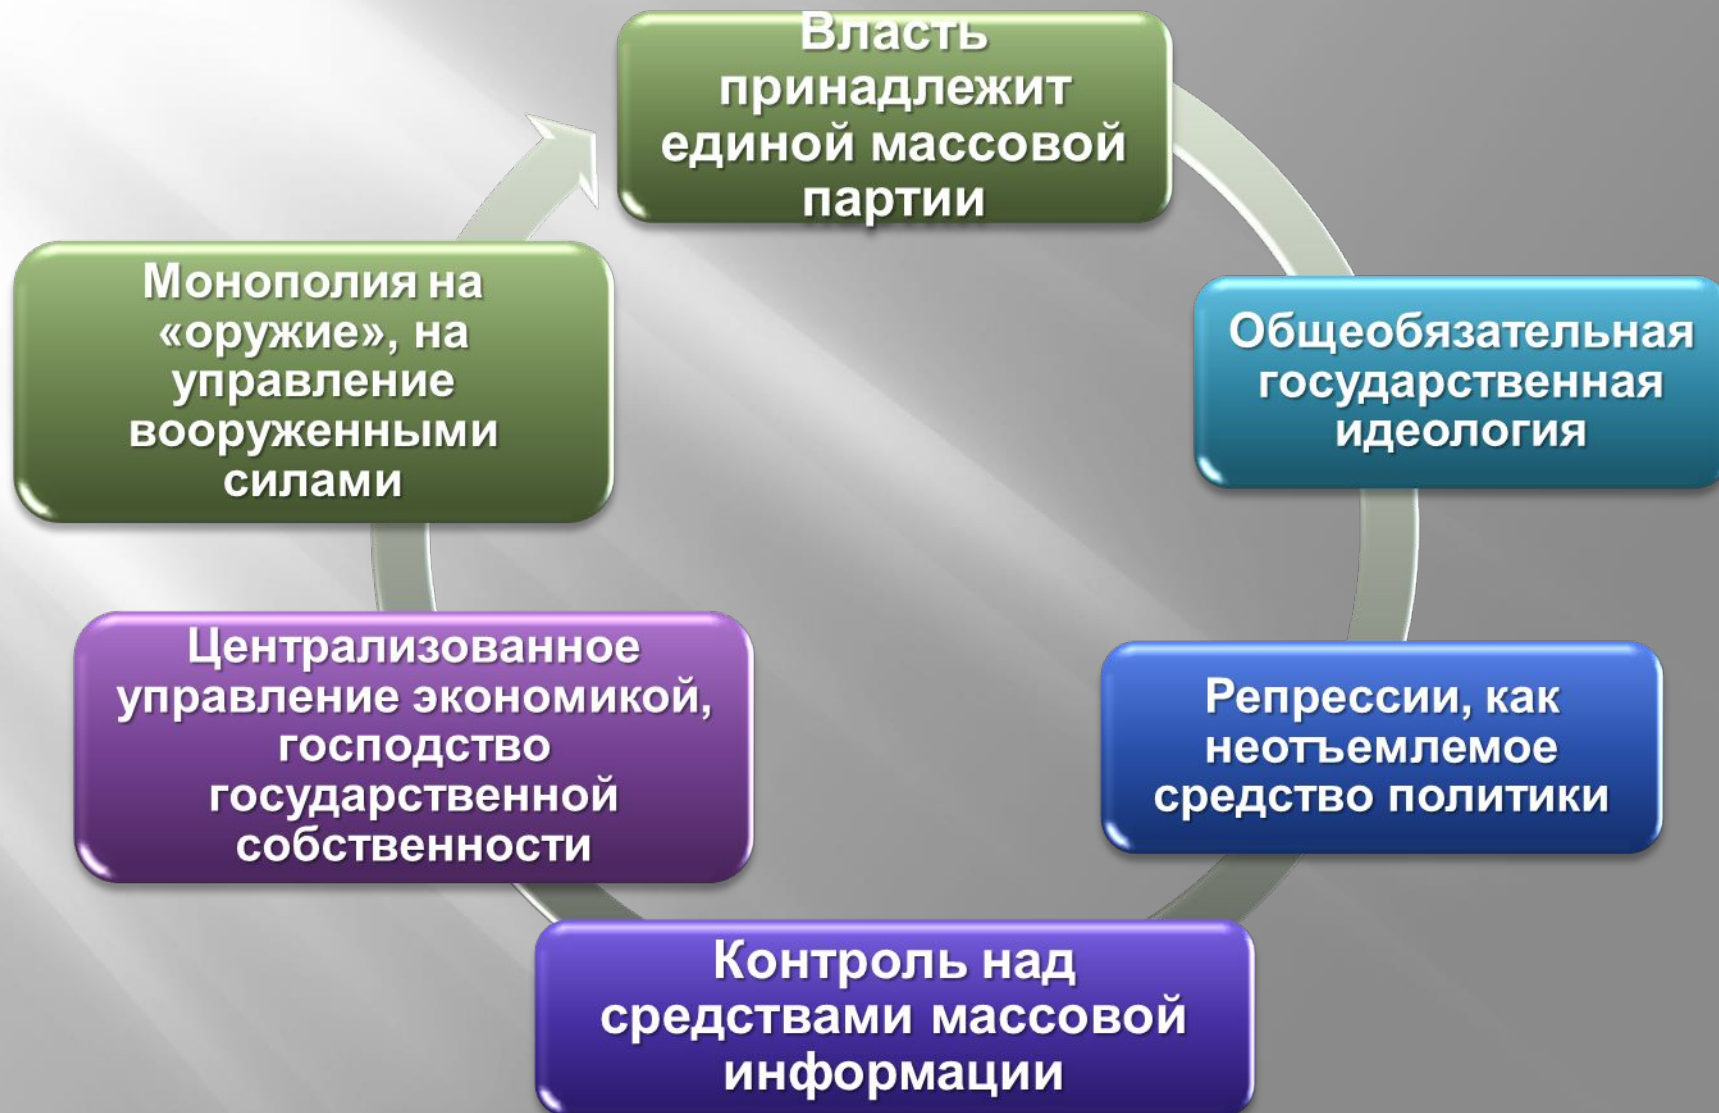 Власть
принадлежит
единой массовой
партии
Общеобязательная
государственная
идеология
Репрессии, как
неотъемлемое
средство политики
Контроль над
средствами массовой
информации
Централизованное
управление экономикой,
господство
государственной
собственности
Монополия на
«оружие», на
управление
вооруженными
силами